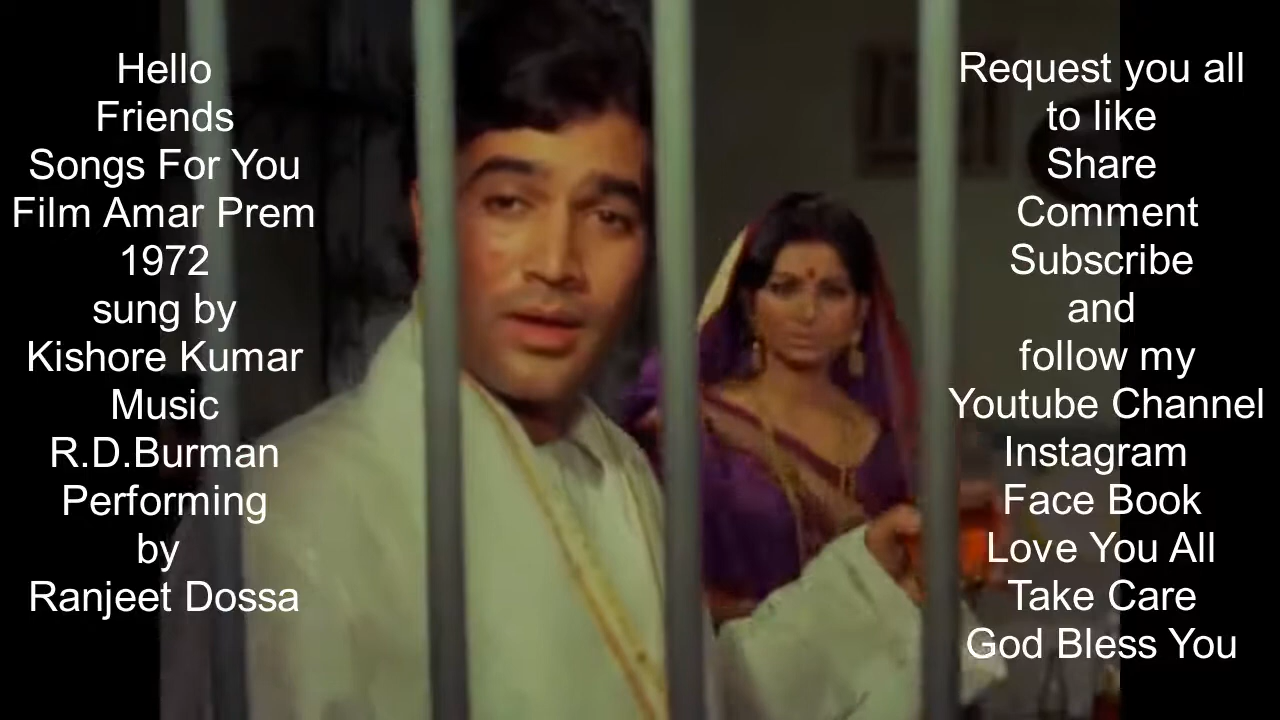 Hello
Friends
Songs For You
Film Amar Prem
1972
sung by
Kishore Kumar
Music
R.D.Burman
Performing
by
Ranjeet Dossa
Request you all
to like
Share
Comment
Subscribe
and
follow my
Youtube Channel
Instagram
Face Book
Love You All
Take Care
God Bless You